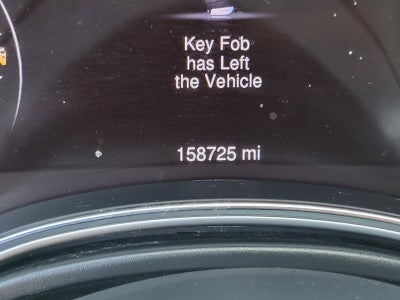 Key Fob
has Left
the Vehicle
158725 mi